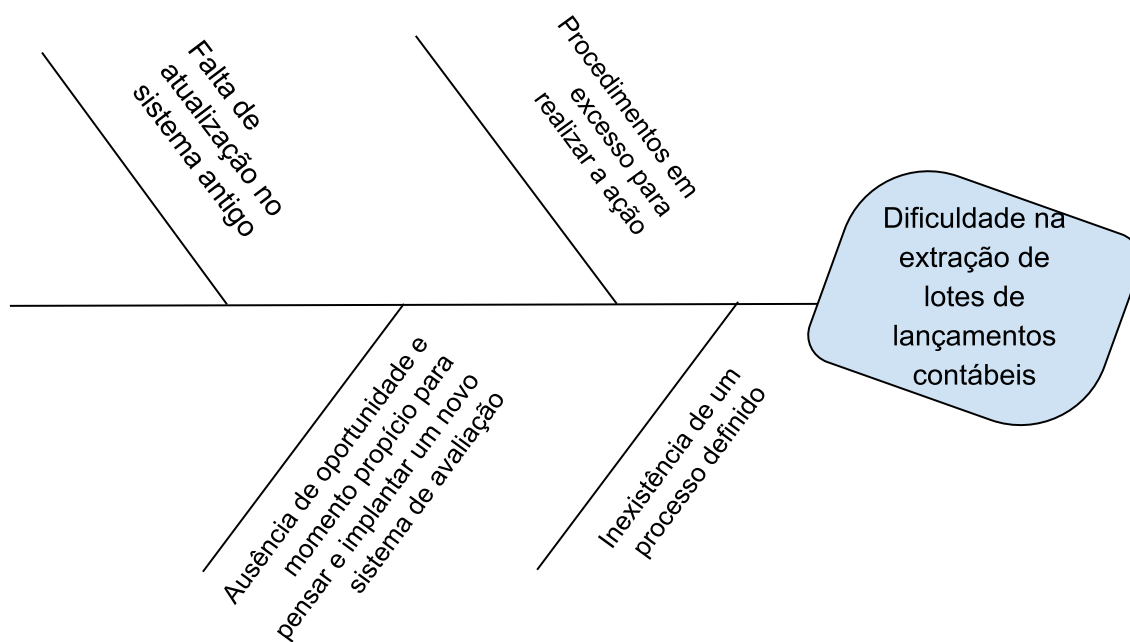 Falta de
atualização no
sistema antigo
Procedimentos em
excesso para
realizar a ação
Dificuldade na
extração de
lotes de
lançamentos
contábeis
Ausência de oportunidade e
momento propício para
pensar e implantar um novo
sistema de avaliação
Inexistência de um
processo definido